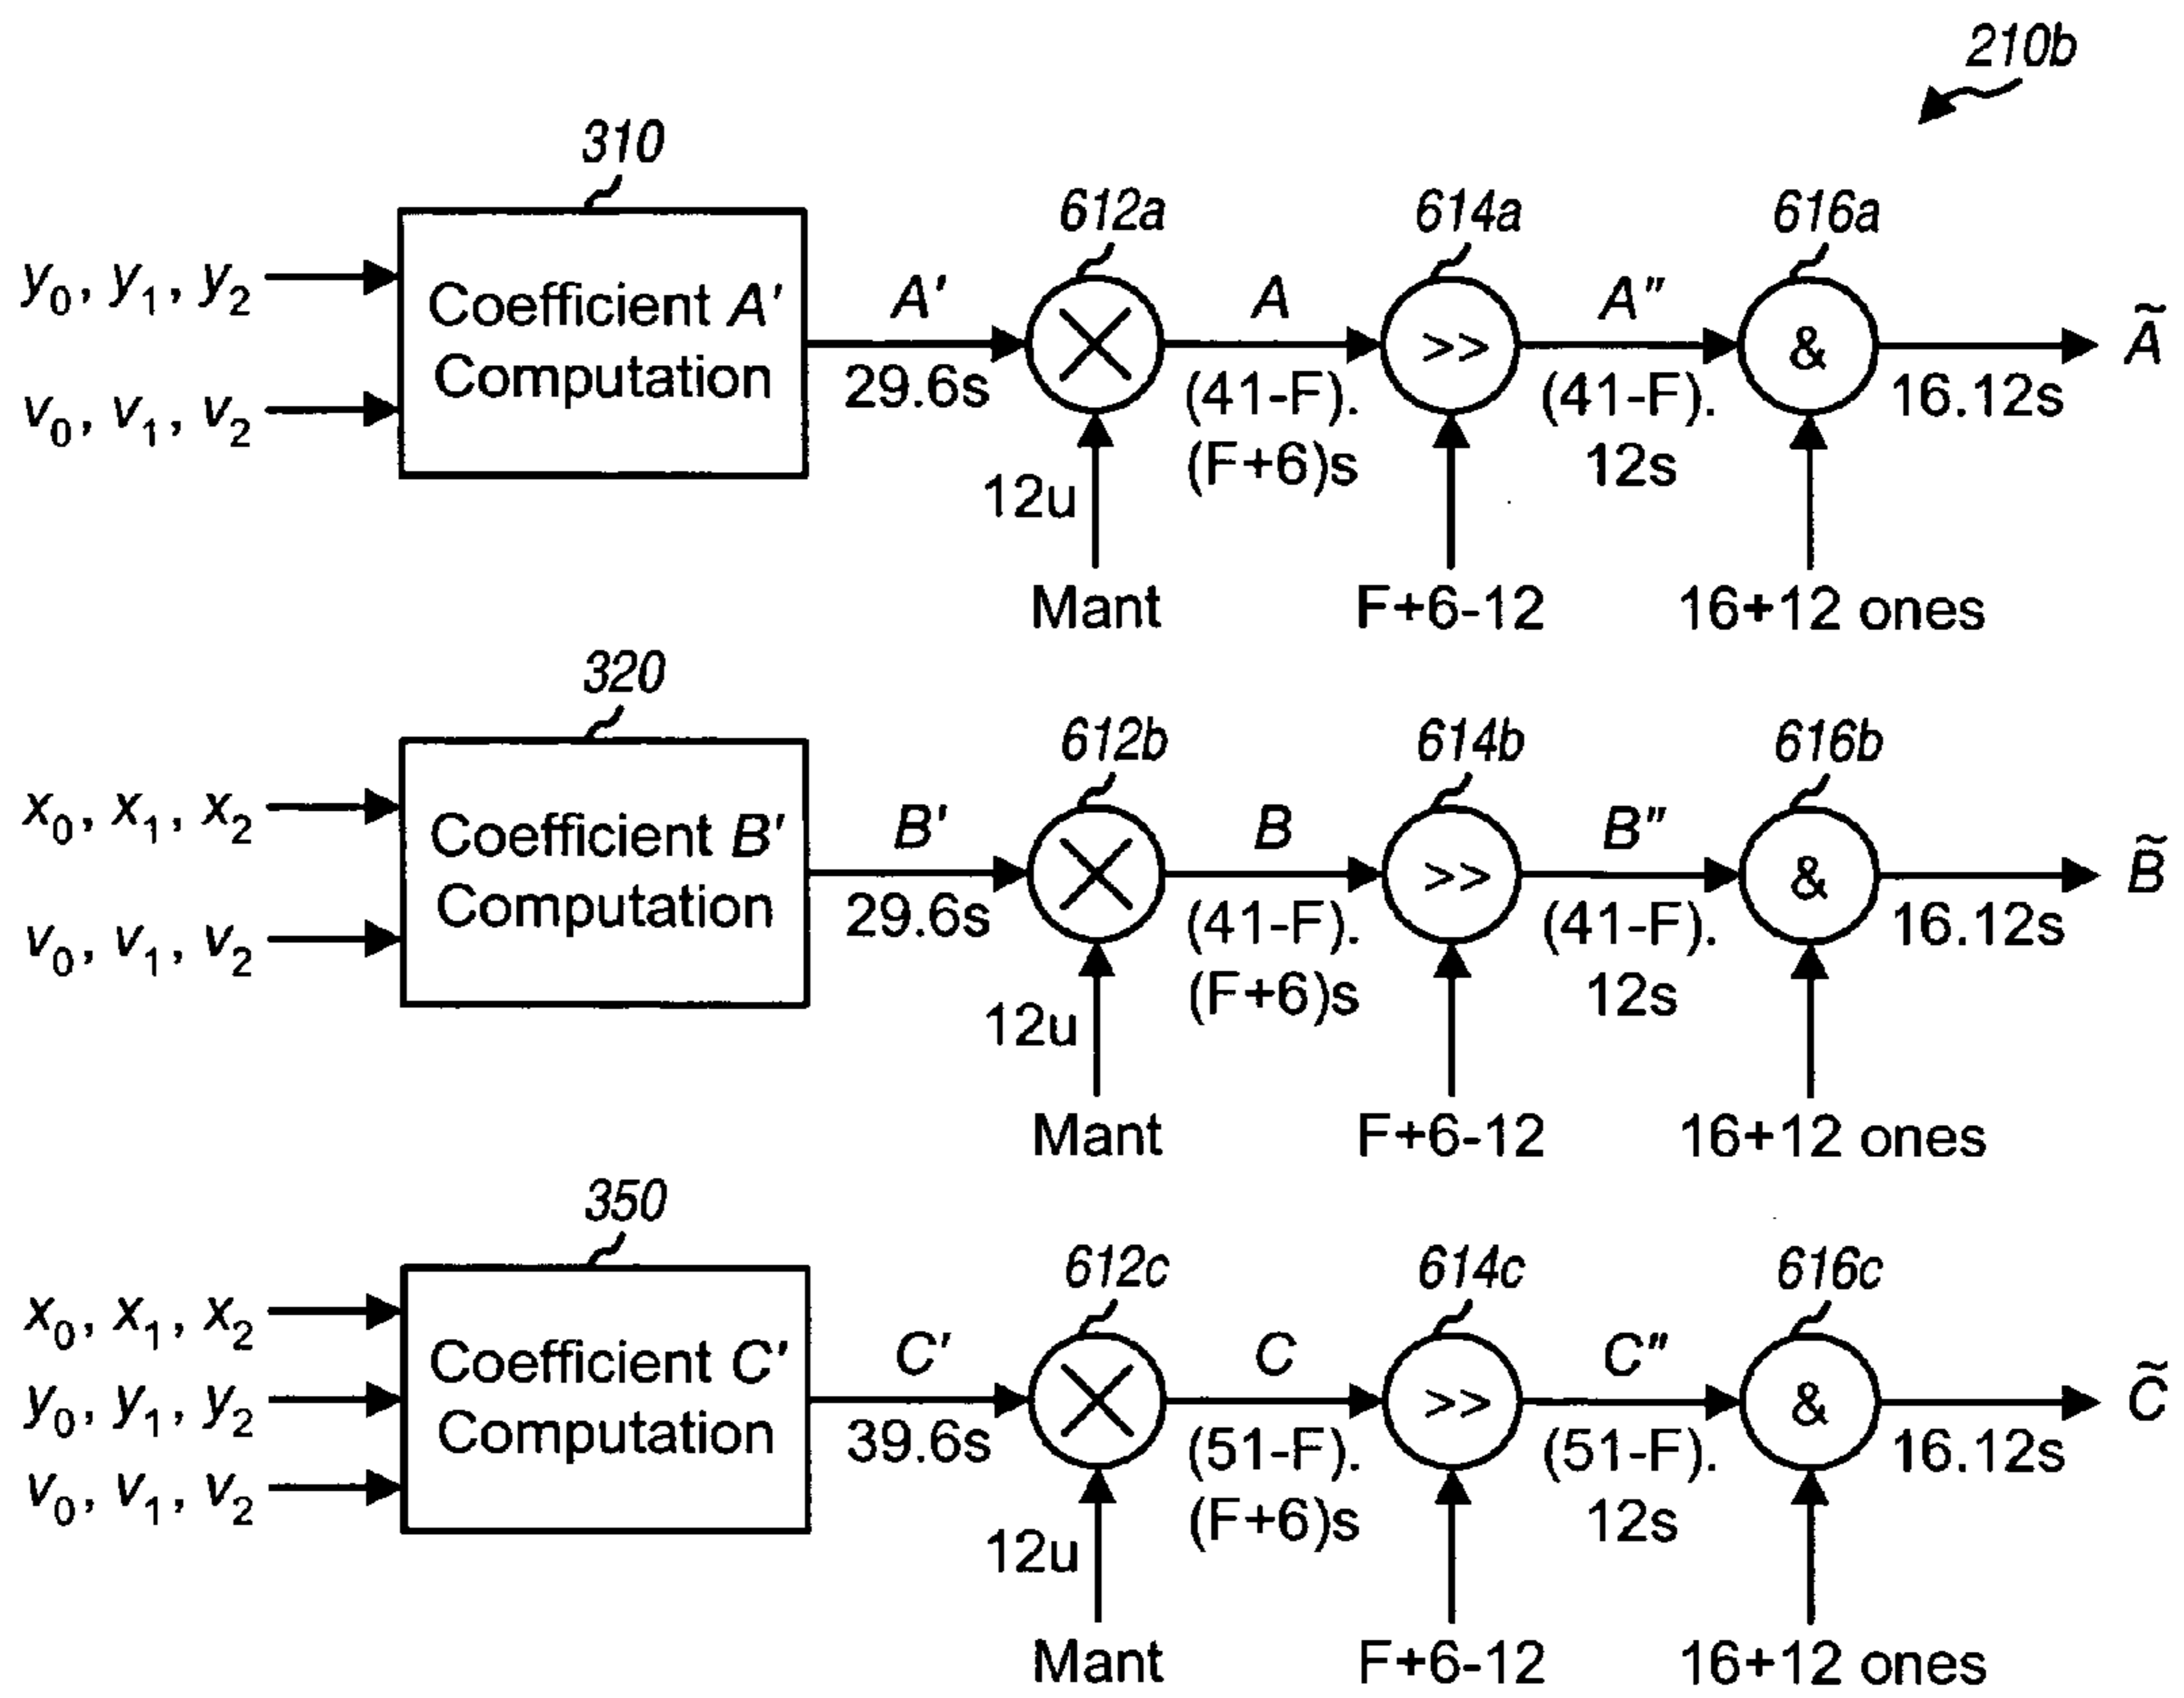 210b
310
612a
614a
616a
y0, y1, y2
v0, v1, v2
Coefficient A'
Computation
A'
29.6s
12u
Mant
A
(41-F).
(F+6)s
>>
F+6-12
A"
(41-F).
12s
&
16+12 ones
16.12s
Ã
320
612b
614b
616b
x0, x1, x2
v0, v1, v2
Coefficient B'
Computation
B'
29.6s
12u
Mant
B
(41-F).
(F+6)s
>>
F+6-12
B"
(41-F).
12s
&
16+12 ones
16.12s
B̃
350
612c
614c
616c
x0, x1, x2
y0, y1, y2
v0, v1, v2
Coefficient C'
Computation
C'
39.6s
12u
Mant
C
(51-F).
(F+6)s
>>
F+6-12
C"
(51-F).
12s
&
16+12 ones
16.12s
C̃